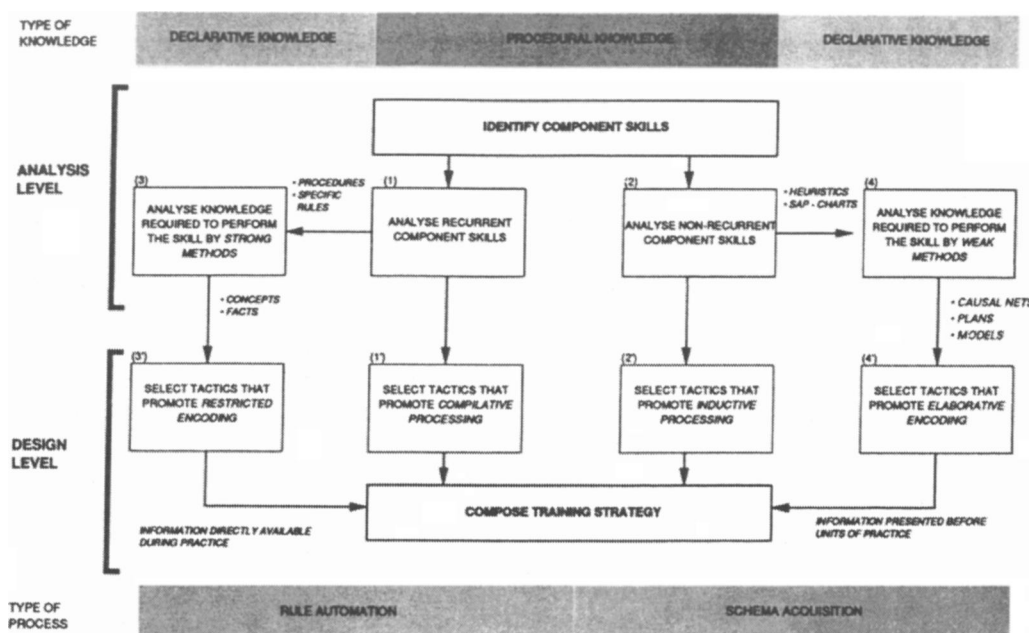 TYPE OF
KNOWLEDGE
DECLARATIVE KNOWLEDGE
PROCEDURAL KNOWLEDGE
DECLARATIVE KNOWLEDGE
ANALYSIS
LEVEL
IDENTIFY COMPONENT SKILLS
(3)
ANALYSE KNOWLEDGE
REQUIRED TO PERFORM
THE SKILL BY STRONG
METHODS
• PROCEDURES
• SPECIFIC
RULES
(1)
ANALYSE RECURRENT
COMPONENT SKILLS
(2)
ANALYSE NON-RECURRENT
COMPONENT SKILLS
• HEURISTICS
• SAP - CHARTS
(4)
ANALYSE KNOWLEDGE
REQUIRED TO PERFORM
THE SKILL BY WEAK
METHODS
• CONCEPTS
• FACTS
• CAUSAL NETS
• PLANS
• MODELS
DESIGN
LEVEL
(3')
SELECT TACTICS THAT
PROMOTE RESTRICTED
ENCODING
(1')
SELECT TACTICS THAT
PROMOTE COMPILATIVE
PROCESSING
(2')
SELECT TACTICS THAT
PROMOTE INDUCTIVE
PROCESSING
(4')
SELECT TACTICS THAT
PROMOTE ELABORATIVE
ENCODING
COMPOSE TRAINING STRATEGY
INFORMATION DIRECTLY AVAILABLE
DURING PRACTICE
INFORMATION PRESENTED BEFORE
UNITS OF PRACTICE
TYPE OF
PROCESS
RULE AUTOMATION
SCHEMA ACQUISITION